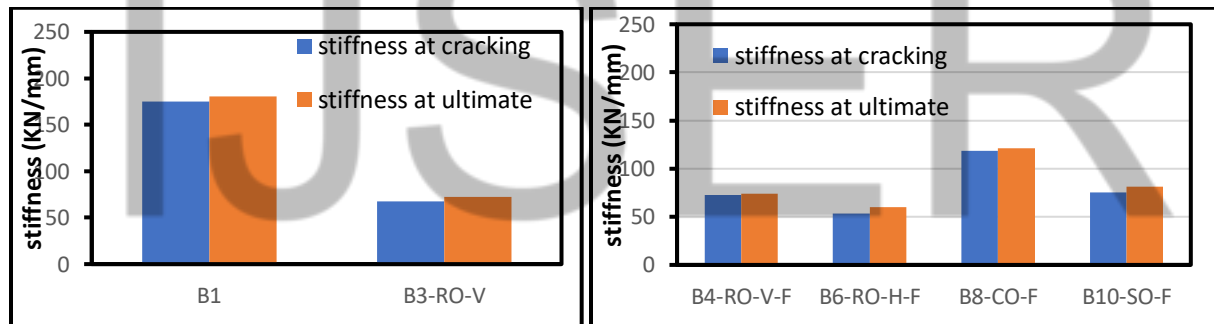 stiffness (KN/mm)
250
200
150
100
50
0
stiffness at cracking
stiffness at ultimate
B1
B3-RO-V
stiffness (KN/mm)
250
200
150
100
50
0
stiffness at cracking
stiffness at ultimate
B4-RO-V-F
B6-RO-H-F
B8-CO-F
B10-SO-F
IJSER